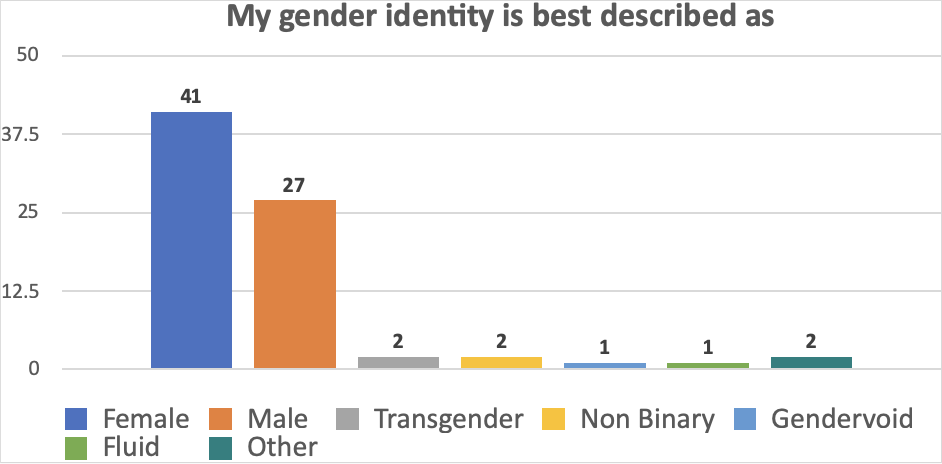 My gender identity is best described as
50
41
37.5
27
25
12.5
2 2 1 1 2
0
Female Male Transgender Non Binary Gendervoid
Fluid Other